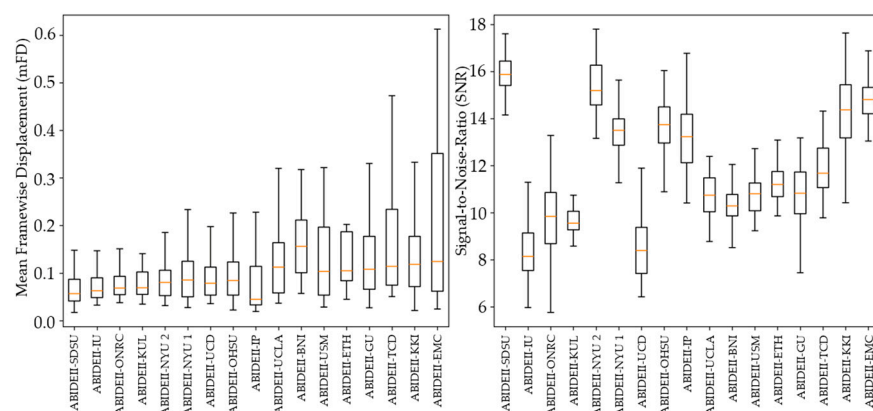 Mean Framewise Displacement (mFD)
0.6
0.5
0.4
0.3
0.2
0.1
0.0
ABIDEII-SDSU
ABIDEII-IU
ABIDEII-ONRC
ABIDEII-KUL
ABIDEII-NYU 2
ABIDEII-NYU 1
ABIDEII-UCD
ABIDEII-OHSU
ABIDEII-IP
ABIDEII-UCLA
ABIDEII-BNI
ABIDEII-USM
ABIDEII-ETH
ABIDEII-GU
ABIDEII-TCD
ABIDEII-KKI
ABIDEII-EMC
Signal-to-Noise-Ratio (SNR)
18
16
14
12
10
8
6
ABIDEII-SDSU
ABIDEII-IU
ABIDEII-ONRC
ABIDEII-KUL
ABIDEII-NYU 2
ABIDEII-NYU 1
ABIDEII-UCD
ABIDEII-OHSU
ABIDEII-IP
ABIDEII-UCLA
ABIDEII-BNI
ABIDEII-USM
ABIDEII-ETH
ABIDEII-GU
ABIDEII-TCD
ABIDEII-KKI
ABIDEII-EMC